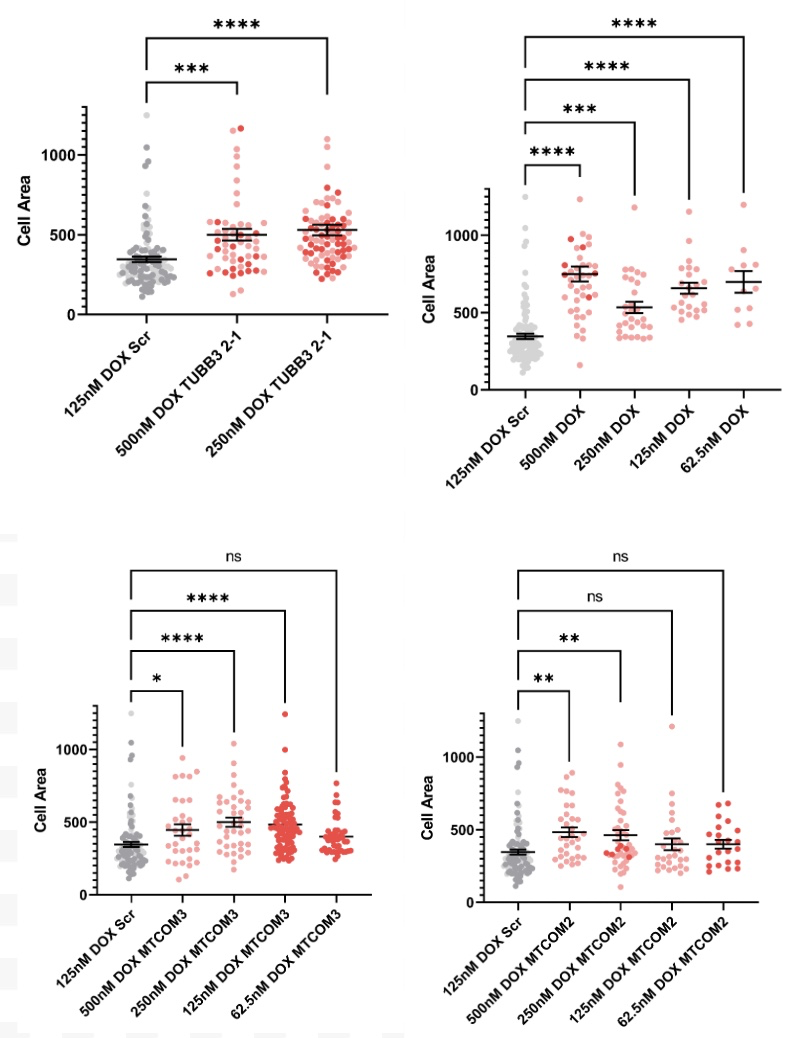 ****
***
Cell Area
1000
500
0
125nM DOX Scr
500nM DOX TUBB3 2-1
250nM DOX TUBB3 2-1
****
****
***
****
Cell Area
1000
500
0
125nM DOX Scr
500nM DOX
250nM DOX
125nM DOX
62.5nM DOX
ns
****
****
*
Cell Area
1000
500
0
125nM DOX Scr
500nM DOX MTCOM3
250nM DOX MTCOM3
125nM DOX MTCOM3
62.5nM DOX MTCOM3
ns
ns
**
**
Cell Area
1000
500
0
125nM DOX Scr
500nM DOX MTCOM2
250nM DOX MTCOM2
125nM DOX MTCOM2
62.5nM DOX MTCOM2